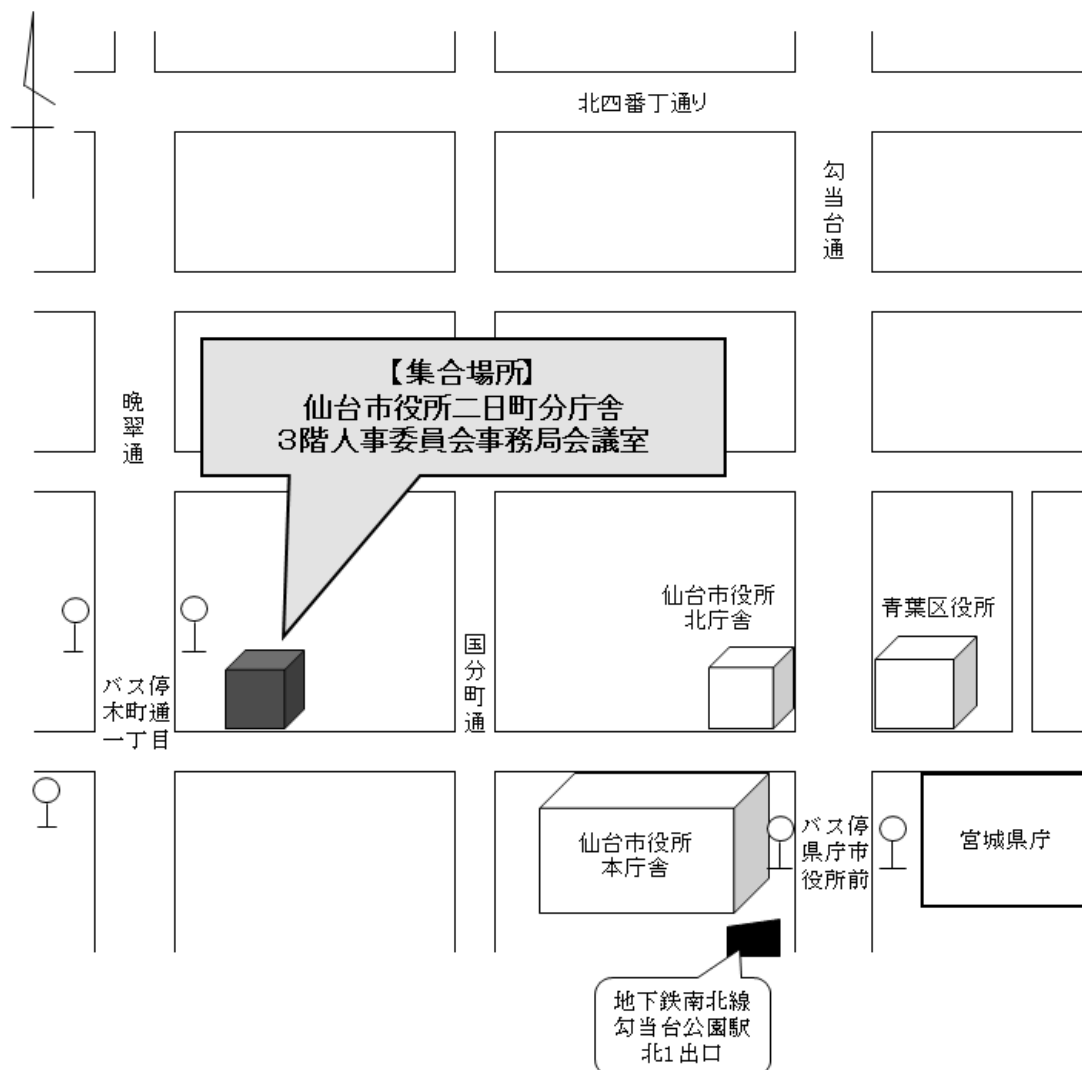 北四番丁通り
勾当台通
【集合場所】
仙台市役所二日町分庁舎
3階人事委員会事務局会議室
晩翠通
仙台市役所
北庁舎
青葉区役所
国分町通
バス停
木町通
一丁目
仙台市役所
本庁舎
バス停
県庁市
役所前
宮城県庁
地下鉄南北線
勾当台公園駅
北1出口